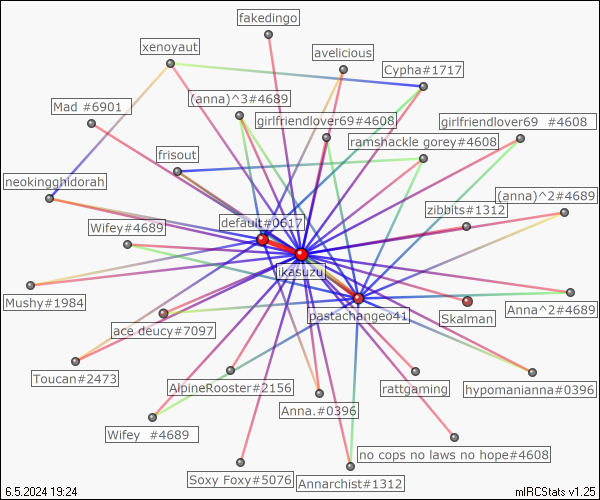 fakedingo
xenoyaut
avelicious
Cypha#1717
(anna)^3#4689
Mad #6901
girlfriendlover69#4608
girlfriendlover69  #4608
ramshackle gorey#4608
frisout
neokingghidorah
(anna)^2#4689
zibbits#1312
default#0617
Wifey#4689
ikasuzu
Mushy#1984
Anna^2#4689
pastachangeo41
Skalman
ace deucy#7097
Toucan#2473
AlpineRooster#2156
rattgaming
hypomanianna#0396
Anna.#0396
Wifey  #4689
no cops no laws no hope#4608
Soxy Foxy#5076
Annarchist#1312
6.5.2024 19:24
mIRCStats v1.25